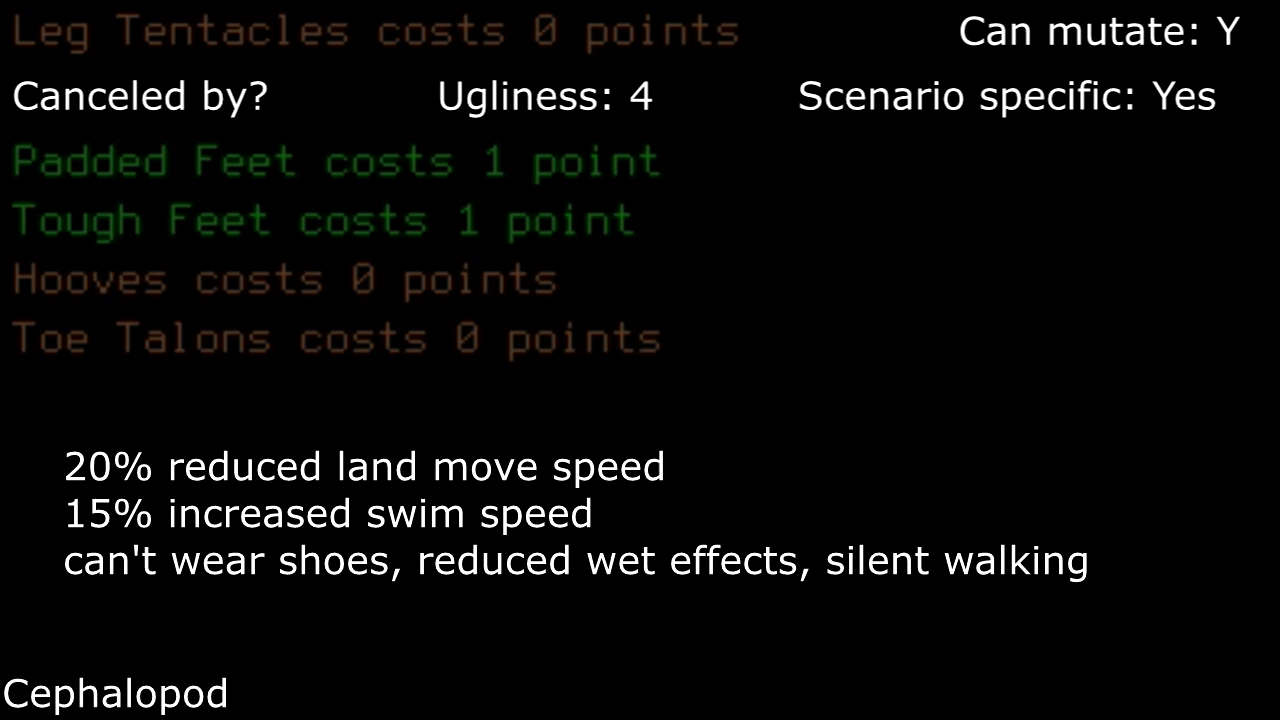 Leg Tentacles costs 0 points Can mutate: Y
Canceled by? Ugliness: 4 Scenario specific: Yes
Padded Feet costs 1 point
Tough Feet costs 1 point
Hooves costs 0 points
Toe Talons costs 0 points
20% reduced land move speed
15% increased swim speed
can't wear shoes, reduced wet effects, silent walking
Cephalopod